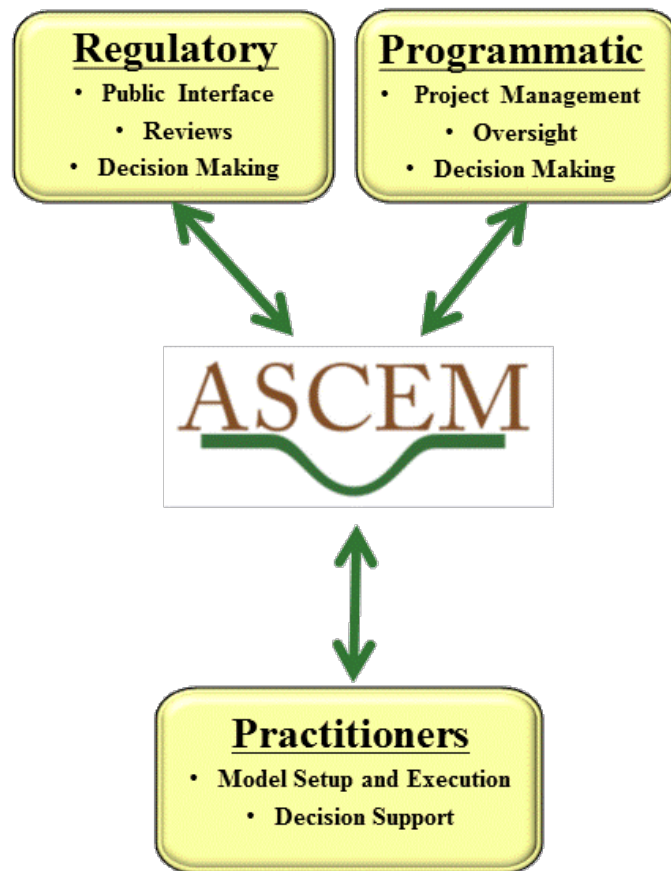 Regulatory
• Public Interface
• Reviews
• Decision Making
Programmatic
• Project Management
• Oversight
• Decision Making
ASCEM
Practitioners
• Model Setup and Execution
• Decision Support